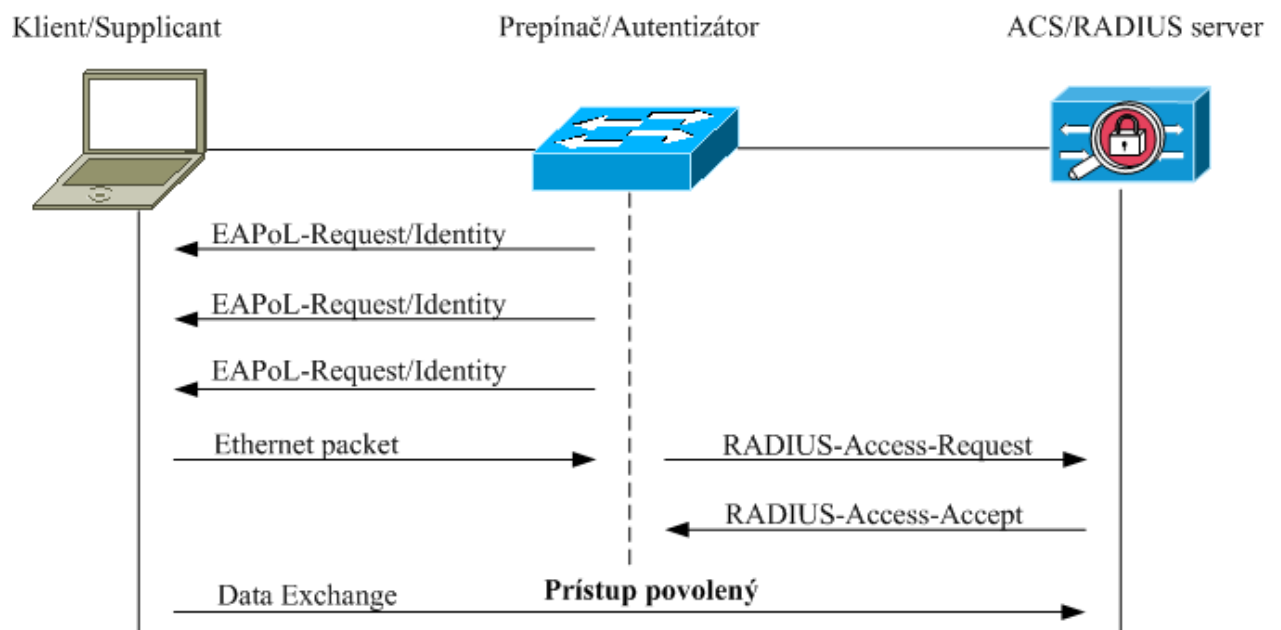 Klient/Supplicant
Prepínač/Autentizátor
ACS/RADIUS server
EAPoL-Request/Identity
EAPoL-Request/Identity
EAPoL-Request/Identity
Ethernet packet
RADIUS-Access-Request
RADIUS-Access-Accept
Data Exchange
Prístup povolený